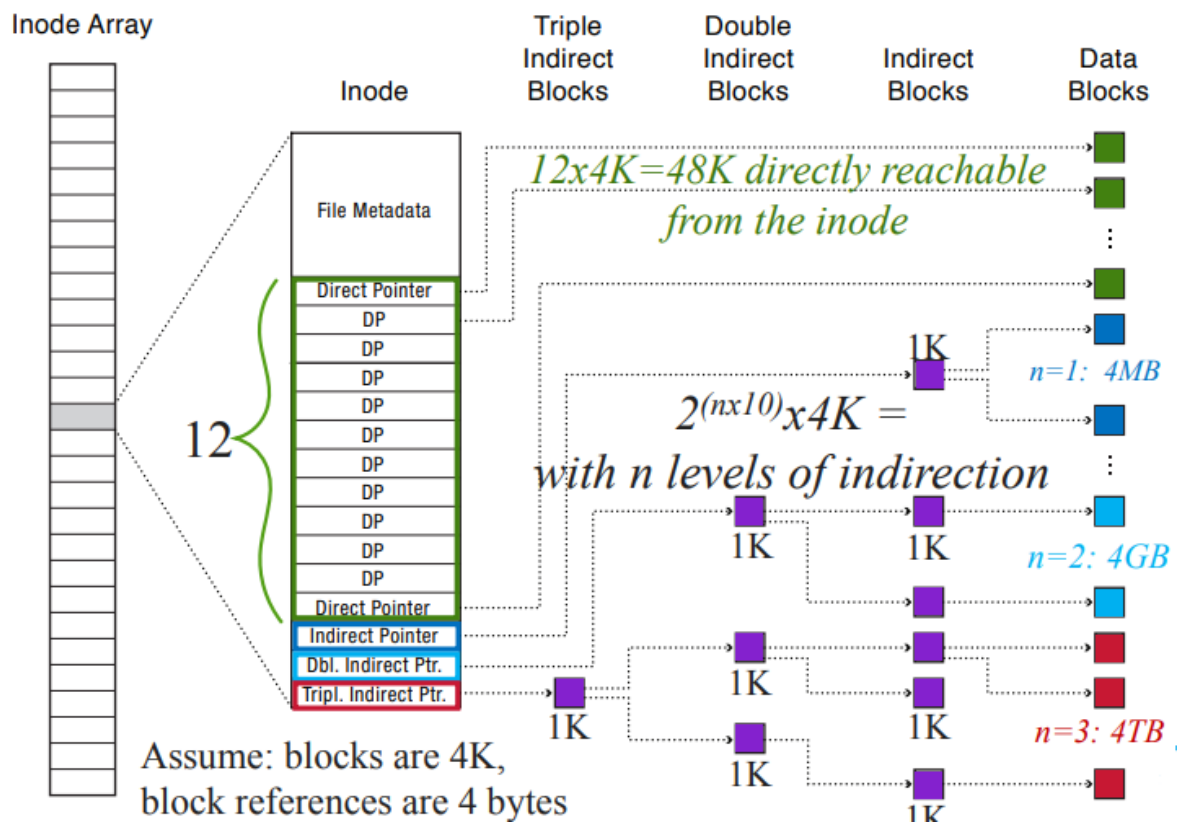 Inode Array
Inode
Triple
Indirect
Blocks
Double
Indirect
Blocks
Indirect
Blocks
Data
Blocks
File Metadata
12x4K=48K directly reachable
from the inode
Direct Pointer
DP
DP
DP
DP
DP
DP
DP
DP
DP
DP
Direct Pointer
Indirect Pointer
Dbl. Indirect Ptr.
Tripl. Indirect Ptr.
12
1K
n=1: 4MB
2^(nx10) x4K =
with n levels of indirection
1K
1K
n=2: 4GB
1K
1K
1K
n=3: 4TB
1K
1K
Assume: blocks are 4K,
block references are 4 bytes